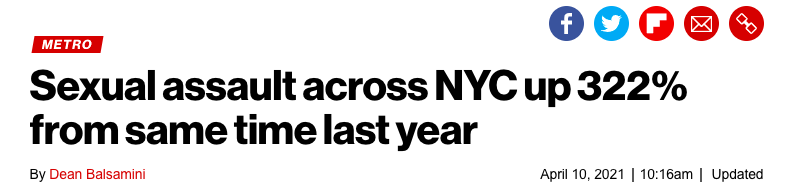 METRO
Sexual assault across NYC up 322%
from same time last year
By Dean Balsamini
April 10, 2021 | 10:16am | Updated